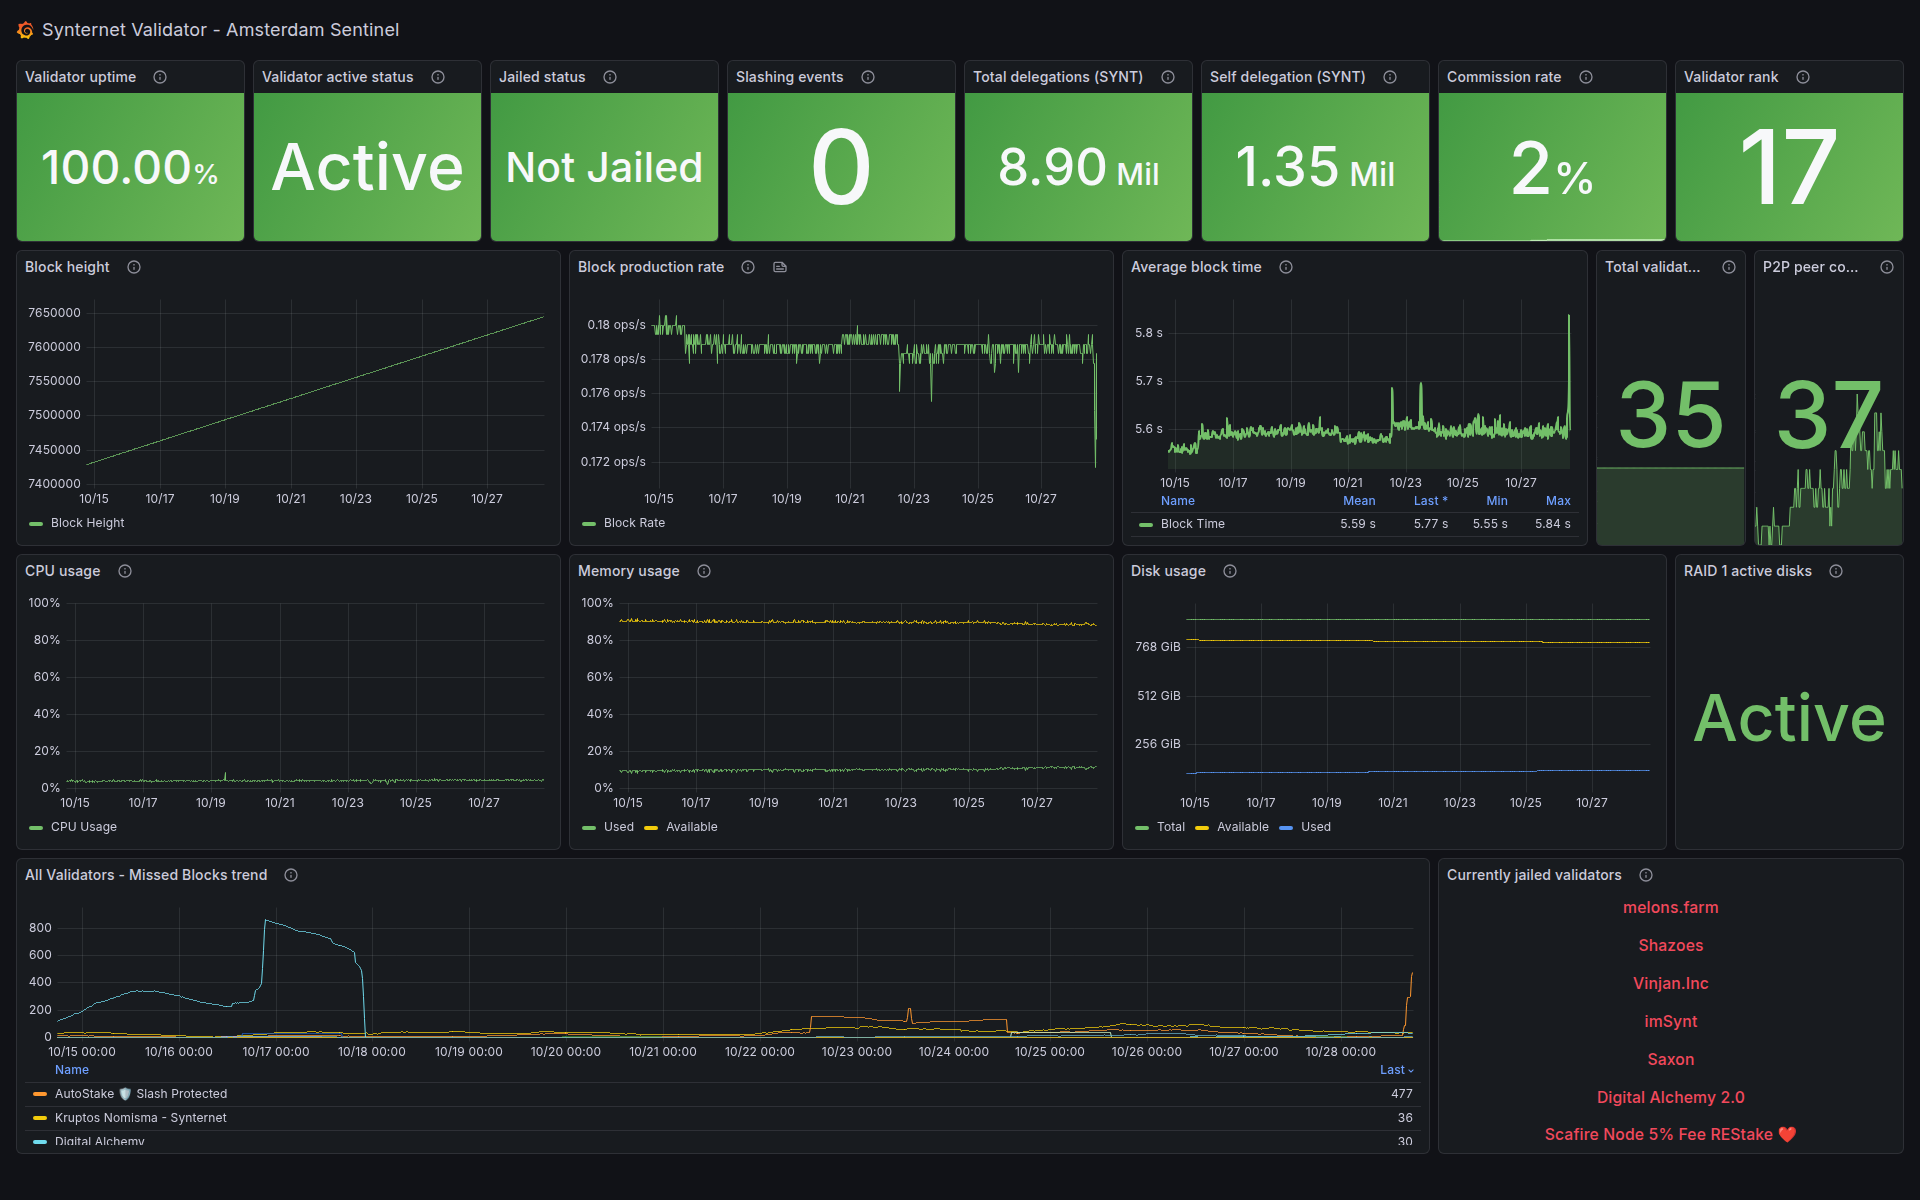 Synternet Validator - Amsterdam Sentinel
Validator uptime
100.00%
Validator active status
Active
Jailed status
Not Jailed
Slashing events
0
Total delegations (SYNT)
8.90 Mil
Self delegation (SYNT)
1.35 Mil
Commission rate
2%
Validator rank
17
Block height
7650000
7600000
7550000
7500000
7450000
7400000
10/15 10/17 10/19 10/21 10/23 10/25 10/27
Block Height
Block production rate
0.18 ops/s
0.178 ops/s
0.176 ops/s
0.174 ops/s
0.172 ops/s
10/15 10/17 10/19 10/21 10/23 10/25 10/27
Block Rate
Average block time
5.8 s
5.7 s
5.6 s
10/15 10/17 10/19 10/21 10/23 10/25 10/27
Name Mean Last * Min Max
Block Time 5.59 s 5.77 s 5.55 s 5.84 s
Total validat...
35
P2P peer co...
37
CPU usage
100%
80%
60%
40%
20%
0%
10/15 10/17 10/19 10/21 10/23 10/25 10/27
CPU Usage
Memory usage
100%
80%
60%
40%
20%
0%
10/15 10/17 10/19 10/21 10/23 10/25 10/27
Used Available
Disk usage
768 GiB
512 GiB
256 GiB
10/15 10/17 10/19 10/21 10/23 10/25 10/27
Total Available Used
RAID 1 active disks
Active
All Validators - Missed Blocks trend
800
600
400
200
0
10/15 00:00 10/16 00:00 10/17 00:00 10/18 00:00 10/19 00:00 10/20 00:00 10/21 00:00 10/22 00:00 10/23 00:00 10/24 00:00 10/25 00:00 10/26 00:00 10/27 00:00 10/28 00:00
Name Last
AutoStake 🛡️ Slash Protected 477
Kruptos Nomisma - Synternet 36
Digital Alchemy 30
Currently jailed validators
melons.farm
Shazoes
Vinjan.Inc
imSynt
Saxon
Digital Alchemy 2.0
Scafire Node 5% Fee REStake ❤️